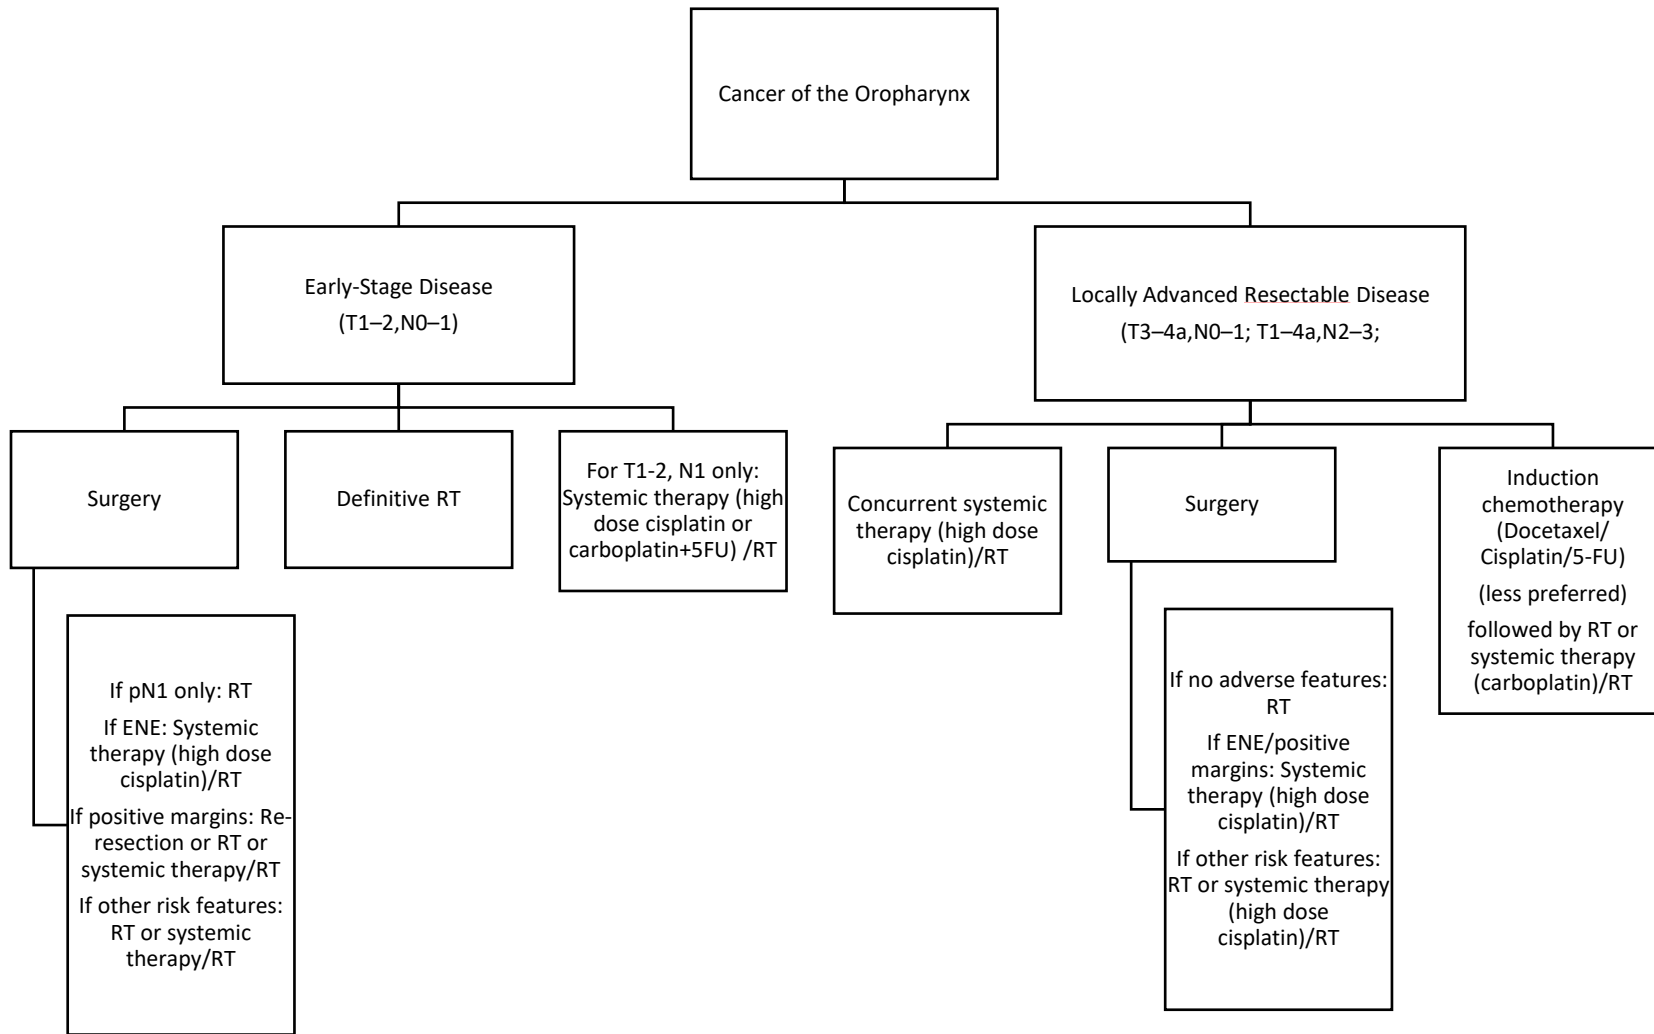 Cancer of the Oropharynx
Early-Stage Disease
(T1–2,N0–1)
Locally Advanced Resectable Disease
(T3–4a,N0–1; T1–4a,N2–3;
Surgery
Definitive RT
For T1-2, N1 only:
Systemic therapy (high
dose cisplatin or
carboplatin+5FU) /RT
Concurrent systemic
therapy (high dose
cisplatin)/RT
Surgery
Induction
chemotherapy
(Docetaxel/
Cisplatin/5-FU)
(less preferred)
followed by RT or
systemic therapy
(carboplatin)/RT
If pN1 only: RT
If ENE: Systemic
therapy (high dose
cisplatin)/RT
If positive margins: Re-
resection or RT or
systemic therapy/RT
If other risk features:
RT or systemic
therapy/RT
If no adverse features:
RT
If ENE/positive
margins: Systemic
therapy (high dose
cisplatin)/RT
If other risk features:
RT or systemic therapy
(high dose
cisplatin)/RT